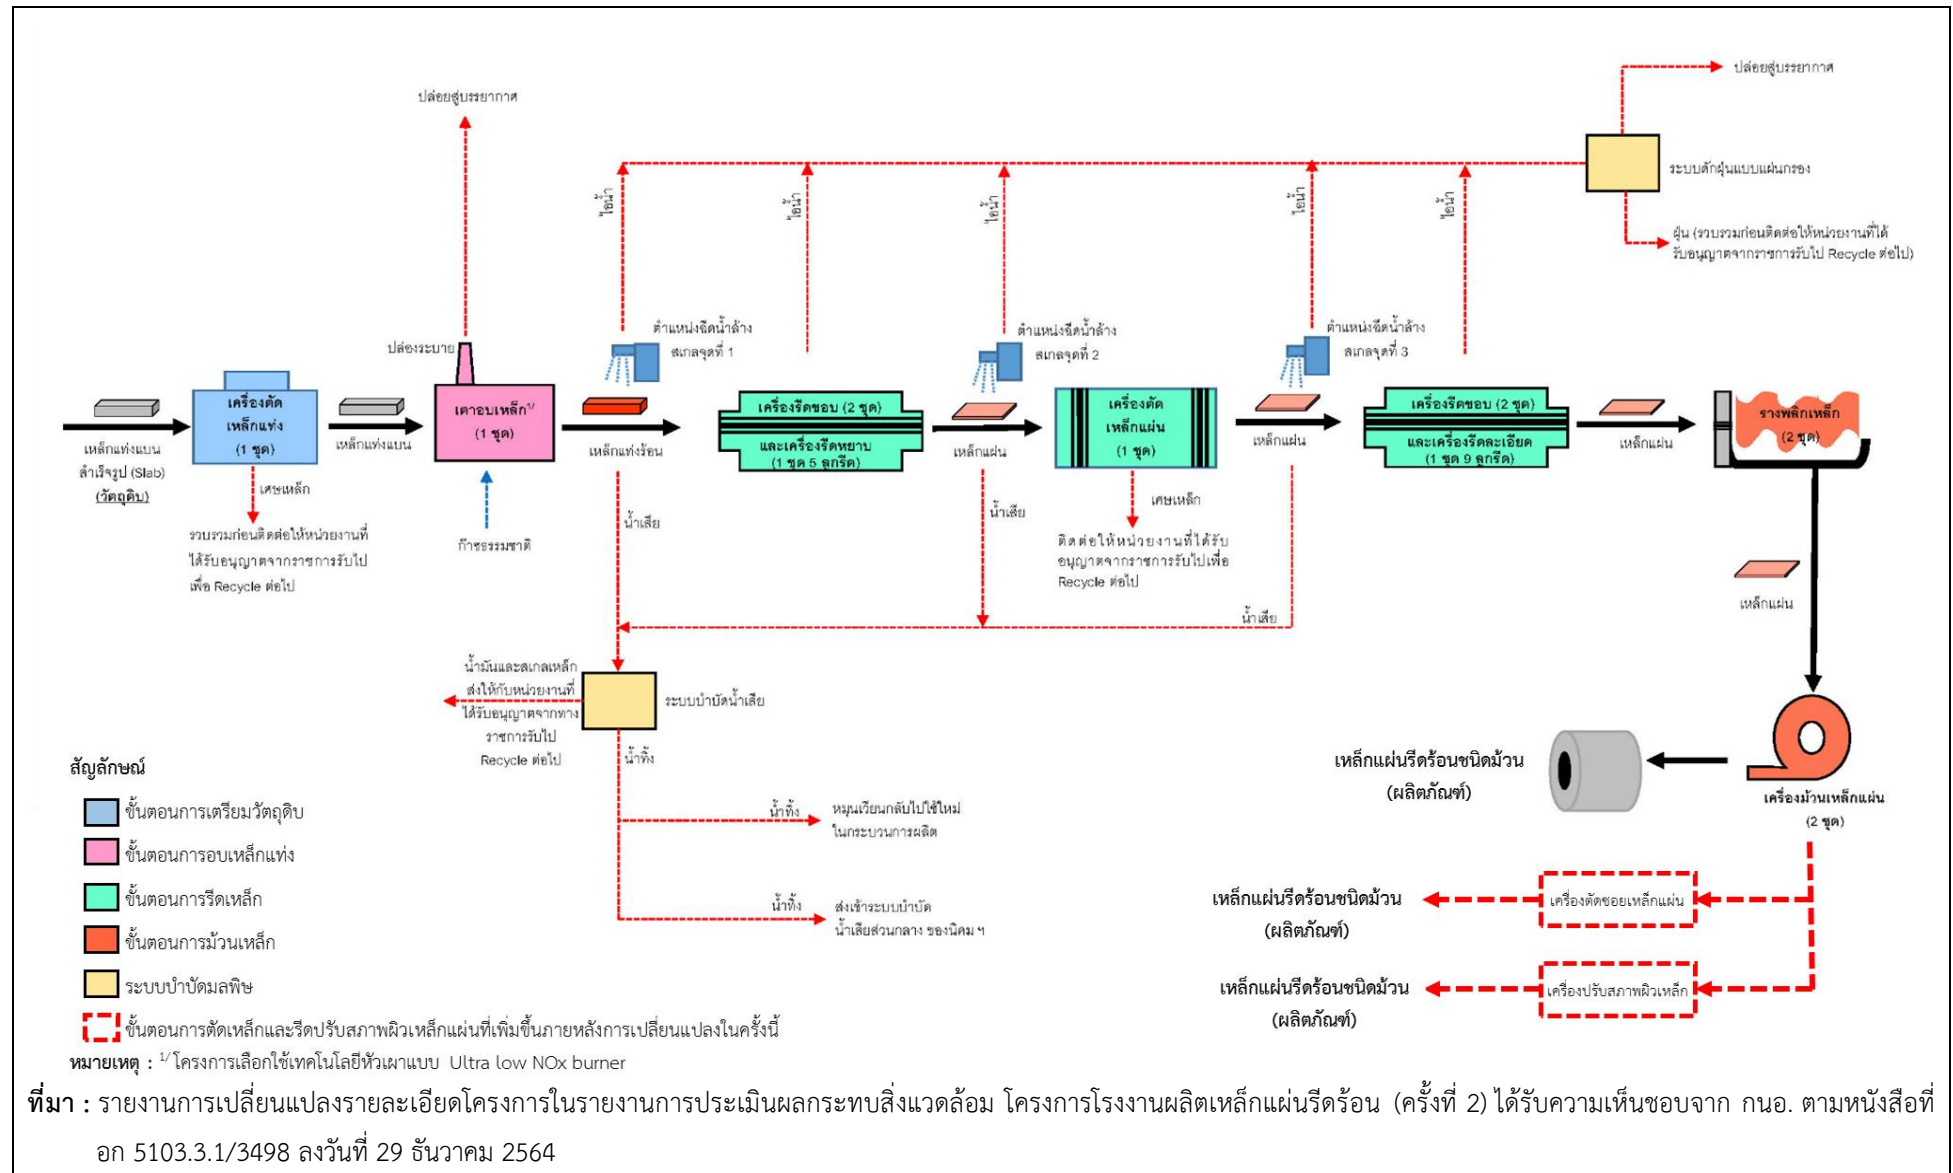 ปล่อยสู่บรรยากาศ
ปล่อยสู่บรรยากาศ
ระบบดักฝุ่นแบบแผ่นกรอง
ฝุ่น (รวบรวมก่อนติดต่อให้หน่วยงานที่ได้
รับอนุญาตจากราชการรับไป Recycle ต่อไป)
ไอน้ำ
ไอน้ำ
ไอน้ำ
ไอน้ำ
ไอน้ำ
ปล่องระบาย
ตำแหน่งฉีดน้ำล้าง
สเกลจุดที่ 1
ตำแหน่งฉีดน้ำล้าง
สเกลจุดที่ 2
ตำแหน่งฉีดน้ำล้าง
สเกลจุดที่ 3
เหล็กแท่งแบน
สำเร็จรูป (Slab)
(วัตถุดิบ)
เครื่องตัด
เหล็กแท่ง
(1 ชุด)
เหล็กแท่งแบน
เตาอบเหล็ก1/
(1 ชุด)
เหล็กแท่งร้อน
เครื่องรีดขอบ (2 ชุด)
และเครื่องรีดหยาบ
(1 ชุด 5 ลูกรีด)
เหล็กแผ่น
เครื่องตัด
เหล็กแผ่น
(1 ชุด)
เหล็กแผ่น
เครื่องรีดขอบ (2 ชุด)
และเครื่องรีดละเอียด
(1 ชุด 9 ลูกรีด)
เหล็กแผ่น
รางพลิกเหล็ก
(2 ชุด)
เศษเหล็ก
รวบรวมก่อนติดต่อให้หน่วยงานที่
ได้รับอนุญาตจากราชการรับไป
เพื่อ Recycle ต่อไป
ก๊าซธรรมชาติ
น้ำเสีย
น้ำเสีย
เศษเหล็ก
ติดต่อให้หน่วยงานที่ได้รับ
อนุญาตจากราชการรับไปเพื่อ
Recycle ต่อไป
น้ำเสีย
เหล็กแผ่น
น้ำมันและสเกลเหล็ก
ส่งให้กับหน่วยงานที่
ได้รับอนุญาตจากทาง
ราชการรับไป
Recycle ต่อไป
ระบบบำบัดน้ำเสีย
น้ำทิ้ง
น้ำทิ้ง
หมุนเวียนกลับไปใช้ใหม่
ในกระบวนการผลิต
น้ำทิ้ง
ส่งเข้าระบบบำบัด
น้ำเสียส่วนกลาง ของนิคม ฯ
เหล็กแผ่นรีดร้อนชนิดม้วน
(ผลิตภัณฑ์)
เครื่องม้วนเหล็กแผ่น
(2 ชุด)
เหล็กแผ่นรีดร้อนชนิดม้วน
(ผลิตภัณฑ์)
เครื่องตัดซอยเหล็กแผ่น
เหล็กแผ่นรีดร้อนชนิดม้วน
(ผลิตภัณฑ์)
เครื่องปรับสภาพผิวเหล็ก
สัญลักษณ์
ขั้นตอนการเตรียมวัตถุดิบ
ขั้นตอนการอบเหล็กแท่ง
ขั้นตอนการรีดเหล็ก
ขั้นตอนการม้วนเหล็ก
ระบบบำบัดมลพิษ
ขั้นตอนการตัดเหล็กและรีดปรับสภาพผิวเหล็กแผ่นที่เพิ่มขึ้นภายหลังการเปลี่ยนแปลงในครั้งนี้
หมายเหตุ : 1/ โครงการเลือกใช้เทคโนโลยีหัวเผาแบบ Ultra low NOx burner
ที่มา : รายงานการเปลี่ยนแปลงรายละเอียดโครงการในรายงานการประเมินผลกระทบสิ่งแวดล้อม โครงการโรงงานผลิตเหล็กแผ่นรีดร้อน (ครั้งที่ 2) ได้รับความเห็นชอบจาก กนอ. ตามหนังสือที่
อก 5103.3.1/3498 ลงวันที่ 29 ธันวาคม 2564